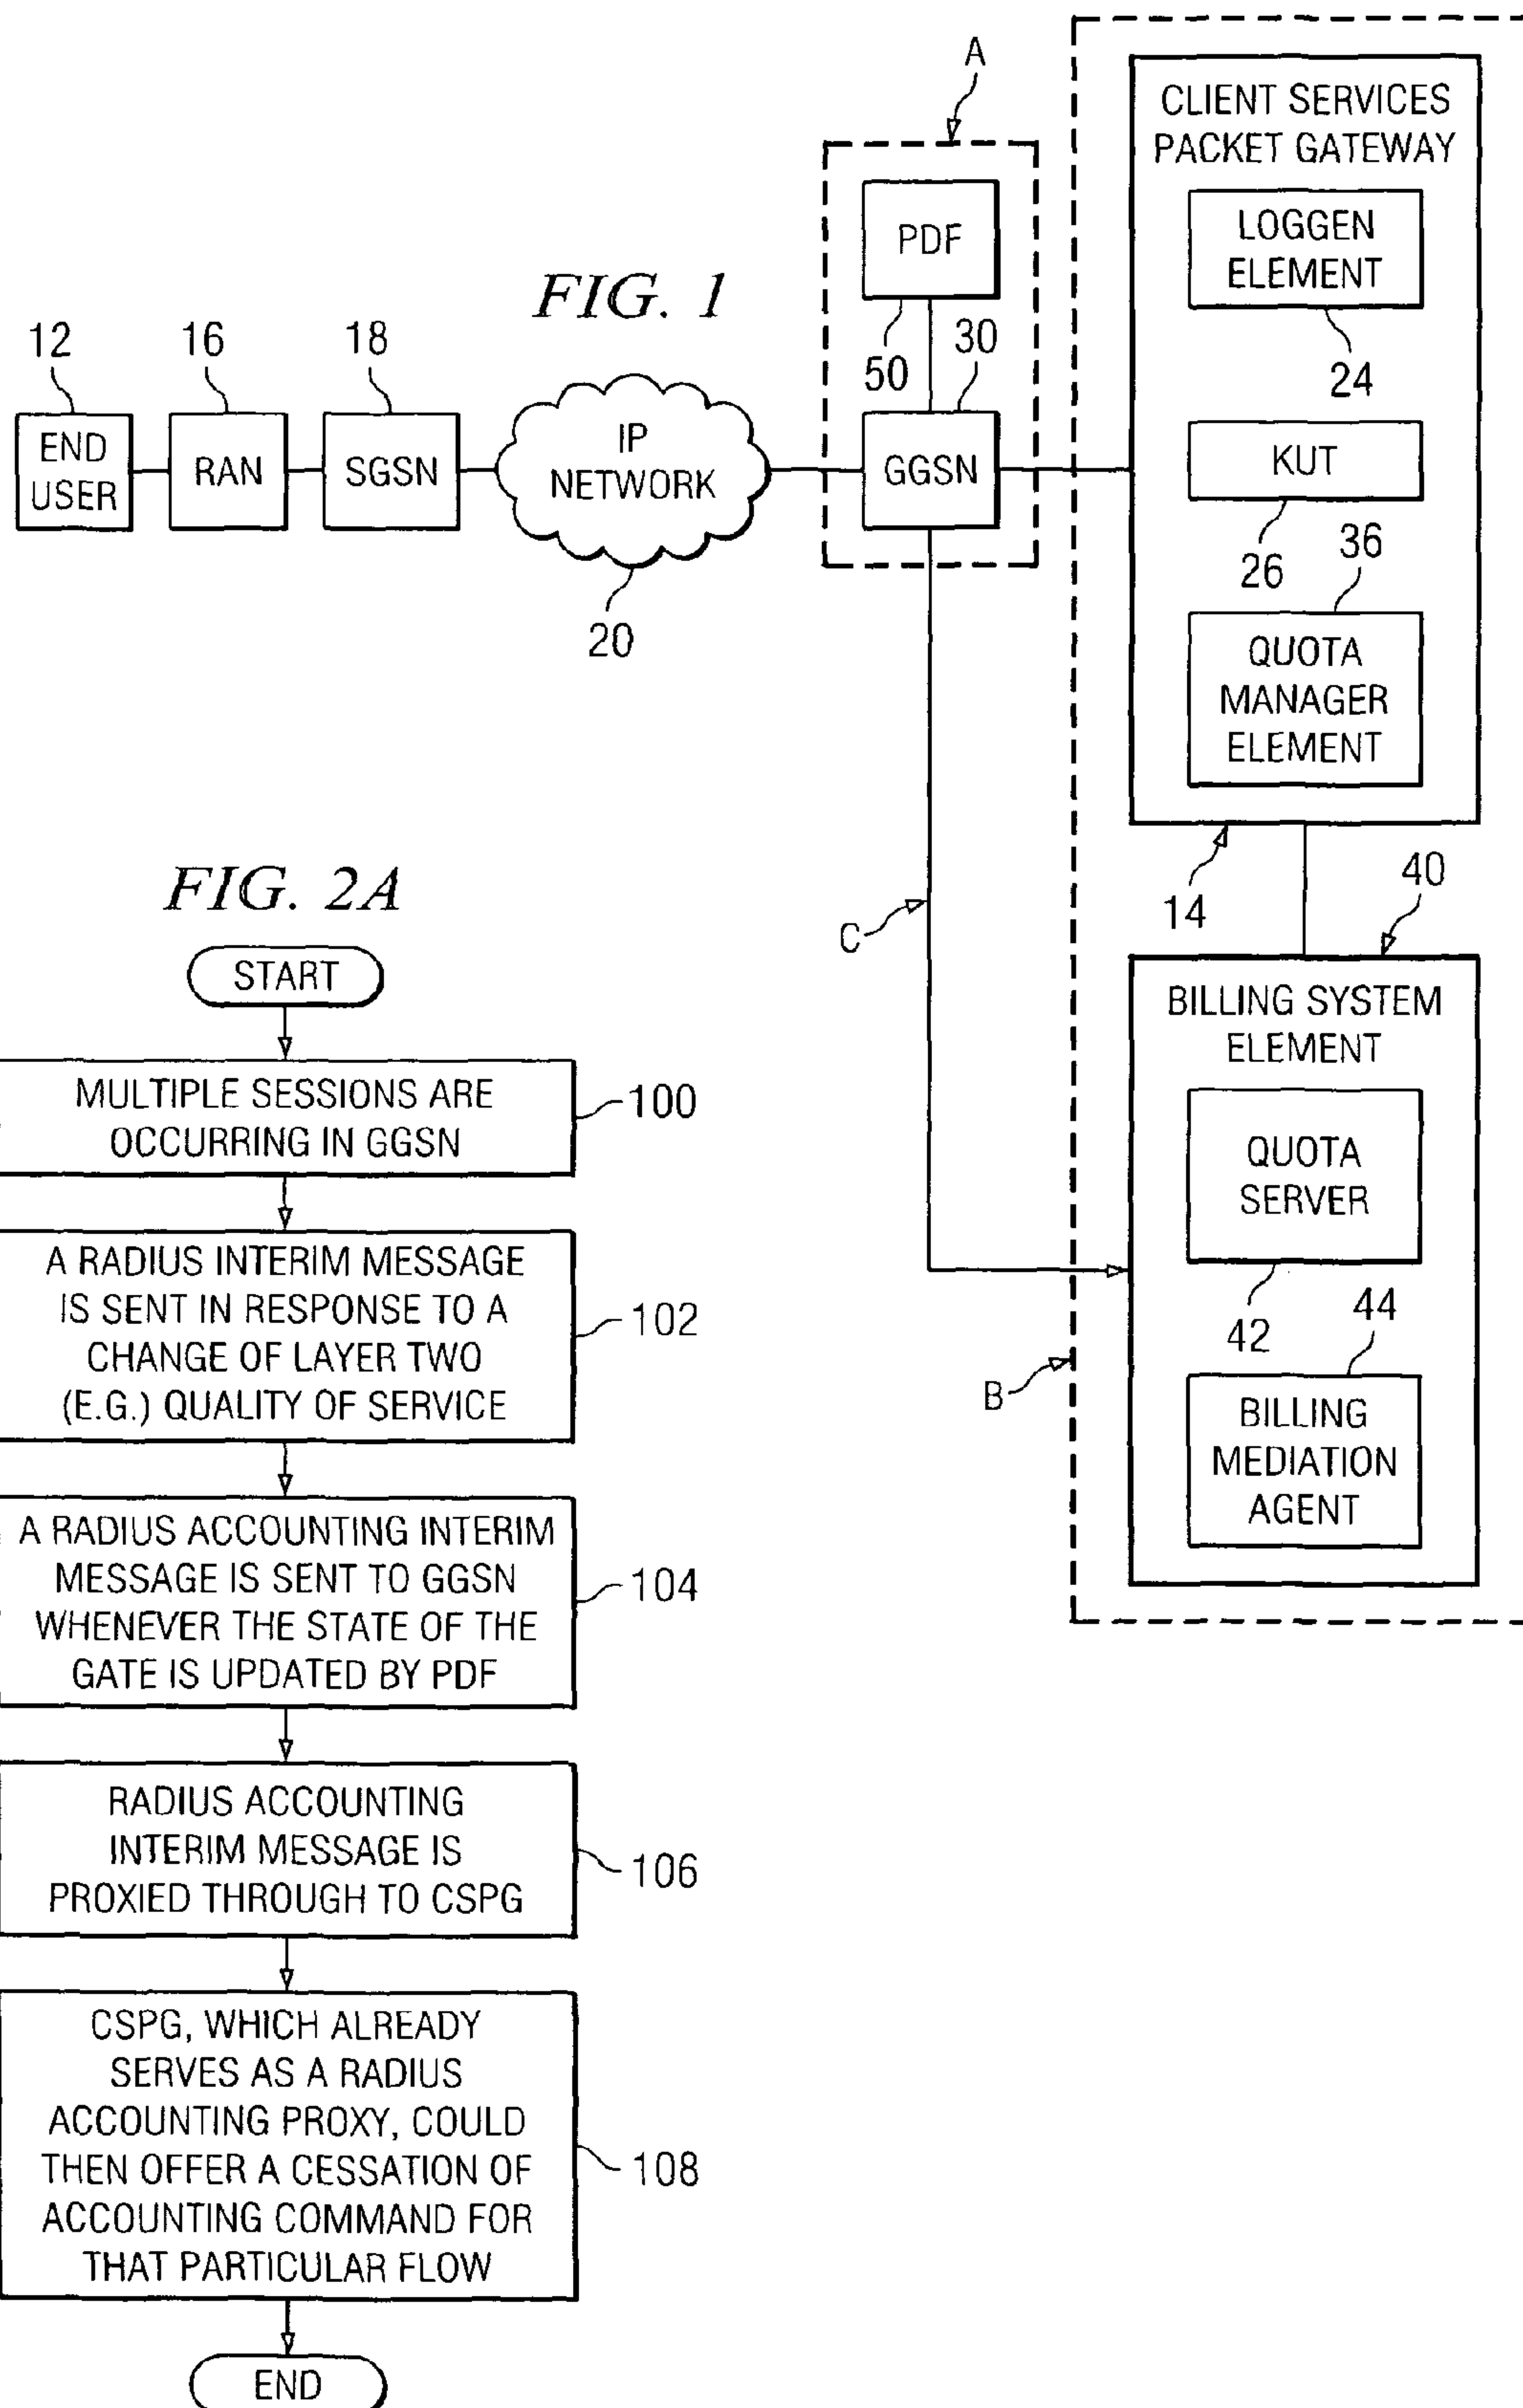 FIG. 1
12
16
18
END
USER
RAN
SGSN
IP
NETWORK
20
A
PDF
50
30
GGSN
CLIENT SERVICES
PACKET GATEWAY
LOGGEN
ELEMENT
24
KUT
26
36
QUOTA
MANAGER
ELEMENT
14
40
C
BILLING SYSTEM
ELEMENT
QUOTA
SERVER
42
44
B
BILLING
MEDIATION
AGENT
FIG. 2A
START
MULTIPLE SESSIONS ARE
OCCURRING IN GGSN
100
A RADIUS INTERIM MESSAGE
IS SENT IN RESPONSE TO A
CHANGE OF LAYER TWO
(E.G.) QUALITY OF SERVICE
102
A RADIUS ACCOUNTING INTERIM
MESSAGE IS SENT TO GGSN
WHENEVER THE STATE OF THE
GATE IS UPDATED BY PDF
104
RADIUS ACCOUNTING
INTERIM MESSAGE IS
PROXIED THROUGH TO CSPG
106
CSPG, WHICH ALREADY
SERVES AS A RADIUS
ACCOUNTING PROXY, COULD
THEN OFFER A CESSATION OF
ACCOUNTING COMMAND FOR
THAT PARTICULAR FLOW
108
END